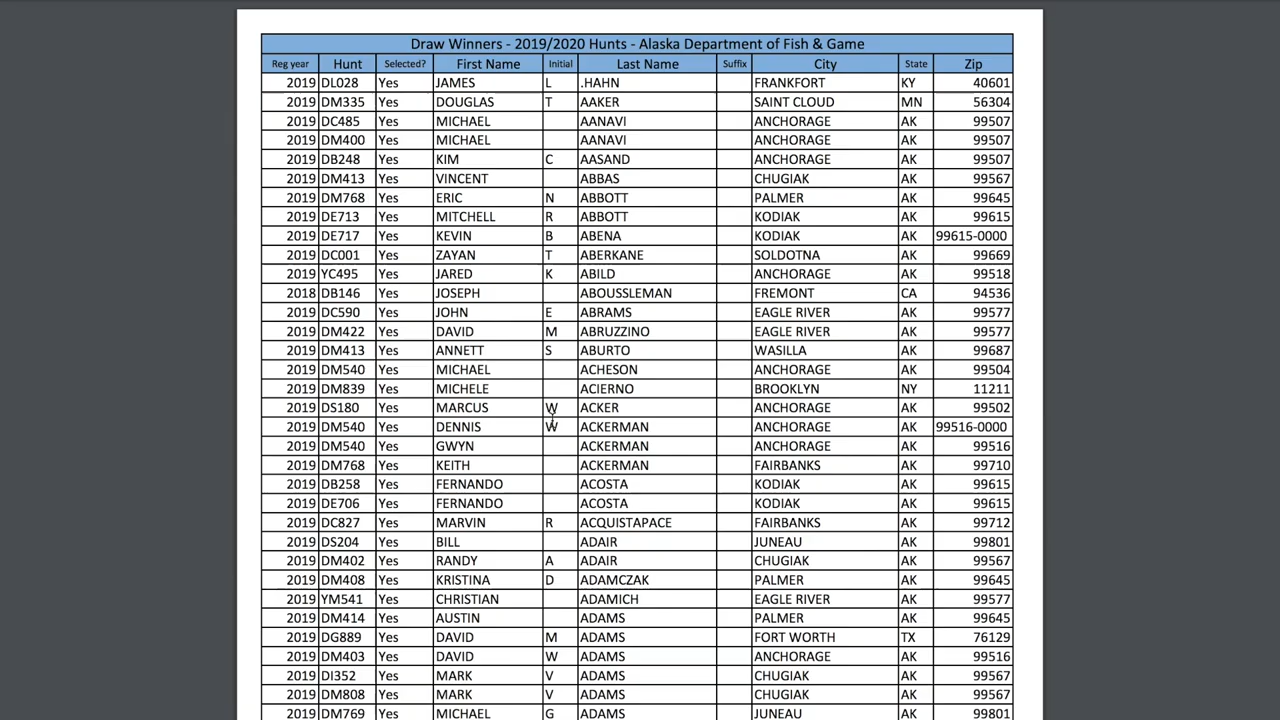 Draw Winners - 2019/2020 Hunts - Alaska Department of Fish & Game
Reg year Hunt Selected? First Name Initial Last Name Suffix City State Zip
2019 DL028 Yes JAMES L .HAHN FRANKFORT KY 40601
2019 DM335 Yes DOUGLAS T AAKER SAINT CLOUD MN 56304
2019 DC485 Yes MICHAEL AANAVI ANCHORAGE AK 99507
2019 DM400 Yes MICHAEL AANAVI ANCHORAGE AK 99507
2019 DB248 Yes KIM C AASAND ANCHORAGE AK 99507
2019 DM413 Yes VINCENT ABBAS CHUGIAK AK 99567
2019 DM768 Yes ERIC N ABBOTT PALMER AK 99645
2019 DE713 Yes MITCHELL R ABBOTT KODIAK AK 99615
2019 DE717 Yes KEVIN B ABENA KODIAK AK 99615-0000
2019 DC001 Yes ZAYAN T ABERKANE SOLDOTNA AK 99669
2019 YC495 Yes JARED K ABILD ANCHORAGE AK 99518
2018 DB146 Yes JOSEPH ABOUSSLEMAN FREMONT CA 94536
2019 DC590 Yes JOHN E ABRAMS EAGLE RIVER AK 99577
2019 DM422 Yes DAVID M ABRUZZINO EAGLE RIVER AK 99577
2019 DM413 Yes ANNETT S ABURTO WASILLA AK 99687
2019 DM540 Yes MICHAEL ACHESON ANCHORAGE AK 99504
2019 DM839 Yes MICHELE ACIERNO BROOKLYN NY 11211
2019 DS180 Yes MARCUS W ACKER ANCHORAGE AK 99502
2019 DM540 Yes DENNIS W ACKERMAN ANCHORAGE AK 99516-0000
2019 DM540 Yes GWYN ACKERMAN ANCHORAGE AK 99516
2019 DM768 Yes KEITH ACKERMAN FAIRBANKS AK 99710
2019 DB258 Yes FERNANDO ACOSTA KODIAK AK 99615
2019 DE706 Yes FERNANDO ACOSTA KODIAK AK 99615
2019 DC827 Yes MARVIN R ACQUISTAPACE FAIRBANKS AK 99712
2019 DS204 Yes BILL ADAIR JUNEAU AK 99801
2019 DM402 Yes RANDY A ADAIR CHUGIAK AK 99567
2019 DM408 Yes KRISTINA D ADAMCZAK PALMER AK 99645
2019 YM541 Yes CHRISTIAN ADAMICH EAGLE RIVER AK 99577
2019 DM414 Yes AUSTIN ADAMS PALMER AK 99645
2019 DG889 Yes DAVID M ADAMS FORT WORTH TX 76129
2019 DM403 Yes DAVID W ADAMS ANCHORAGE AK 99516
2019 DI352 Yes MARK V ADAMS CHUGIAK AK 99567
2019 DM808 Yes MARK V ADAMS CHUGIAK AK 99567
2019 DM769 Yes MICHAEL G ADAMS JUNEAU AK 99801